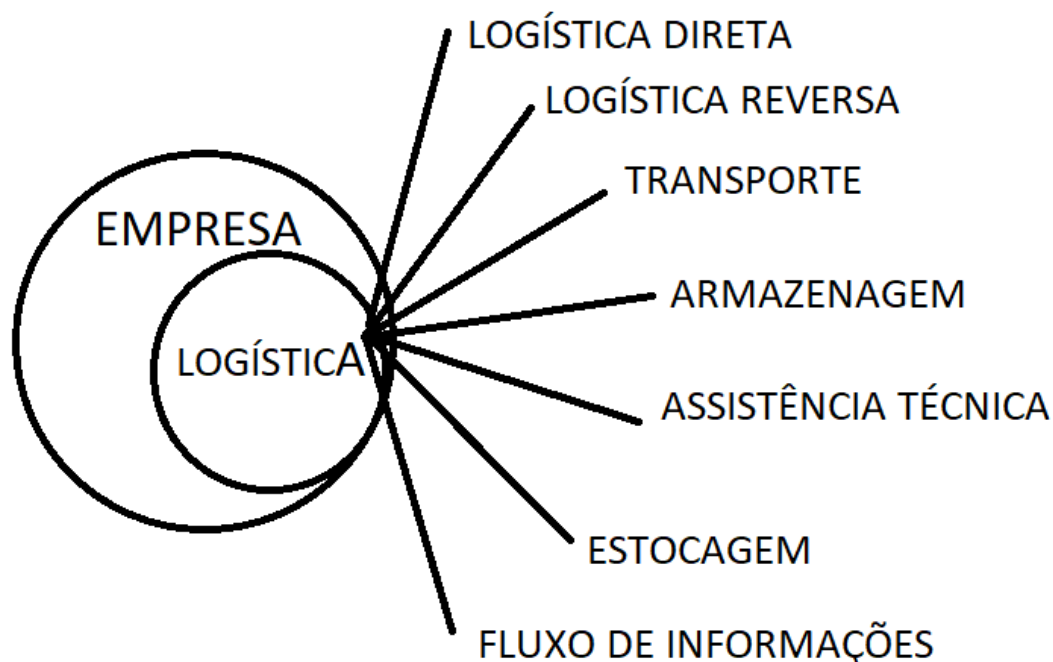 LOGÍSTICA DIRETA
LOGÍSTICA REVERSA
TRANSPORTE
EMPRESA
ARMAZENAGEM
LOGÍSTICA
ASSISTÊNCIA TÉCNICA
ESTOCAGEM
FLUXO DE INFORMAÇÕES